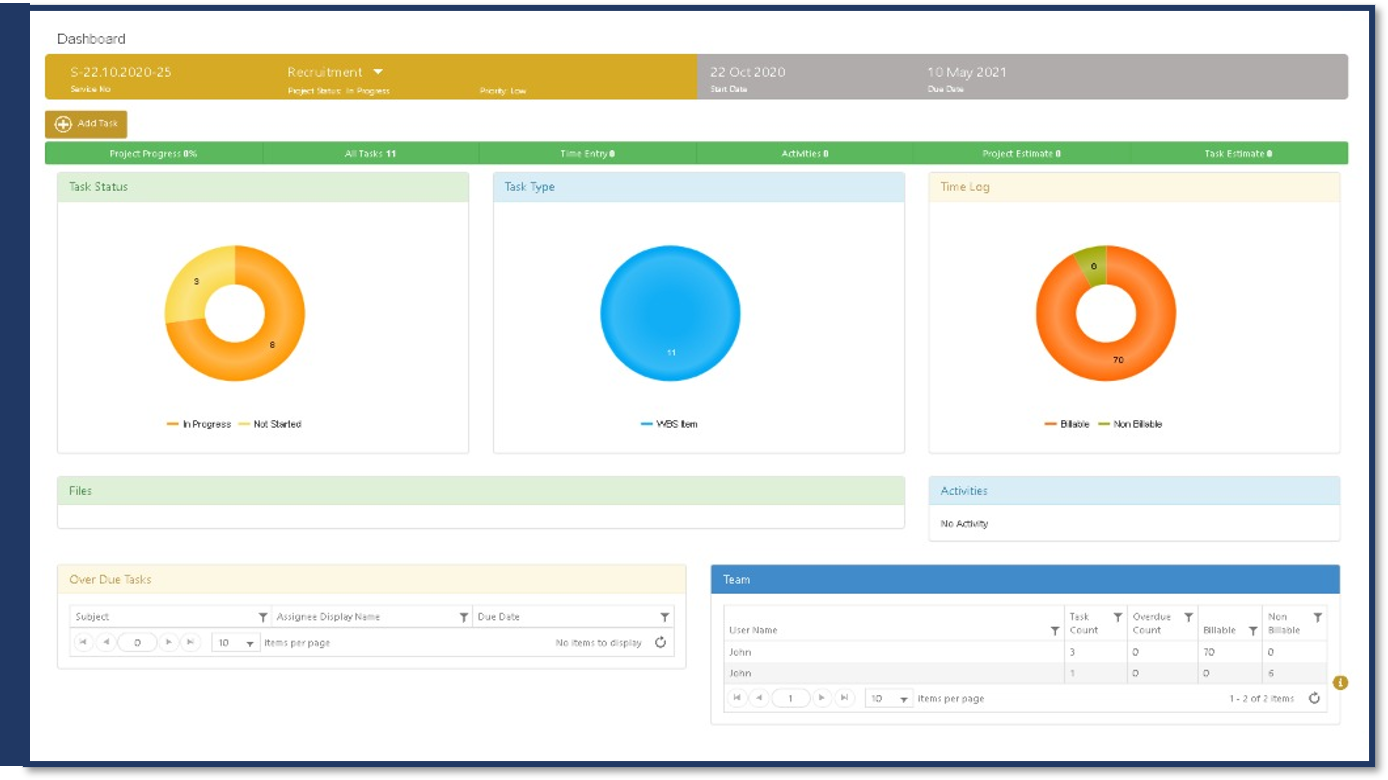 Dashboard
S-22.10.2020-25
Service No
Recruitment
Project Status: In Progress
Priority: Low
22 Oct 2020
Start Date
10 May 2021
Due Date
Add Task
Project Progress 0%
All Tasks 11
Time Entry 0
Activities 0
Project Estimate 0
Task Estimate 0
Task Status
3
8
In Progress
Not Started
Task Type
11
WBS Item
Time Log
6
70
Billable
Non Billable
Files
Activities
No Activity
Over Due Tasks
Subject
Assignee Display Name
Due Date
0
10
items per page
No items to display
Team
User Name
Task Count
Overdue Count
Billable
Non Billable
John 3 0 70 0
John 1 0 0 6
1
10
items per page
1 - 2 of 2 items
i